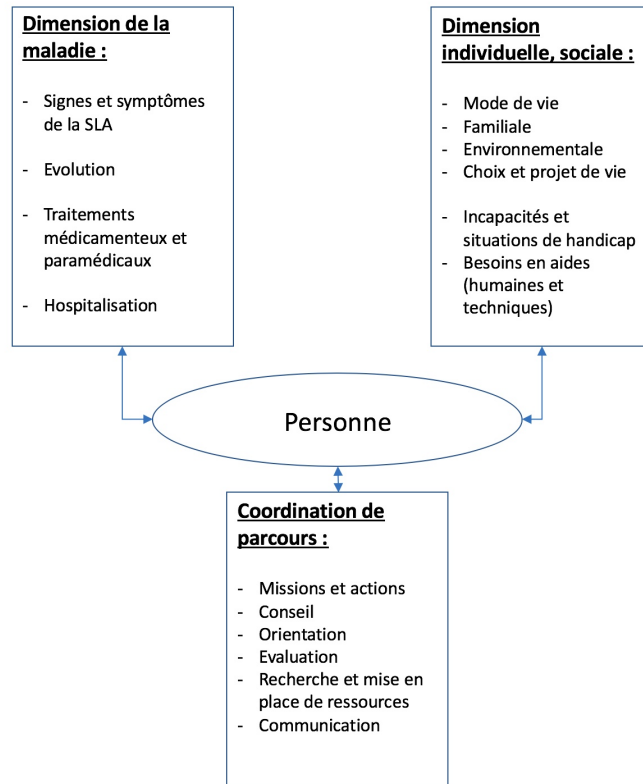 Dimension de la
maladie :
- Signes et symptômes
de la SLA
- Evolution
- Traitements
médicamenteux et
paramédicaux
- Hospitalisation
Dimension
individuelle, sociale :
- Mode de vie
- Familiale
- Environnementale
- Choix et projet de vie
- Incapacités et
situations de handicap
- Besoins en aides
(humaines et
techniques)
Personne
Coordination de
parcours :
- Missions et actions
- Conseil
- Orientation
- Evaluation
- Recherche et mise en
place de ressources
- Communication